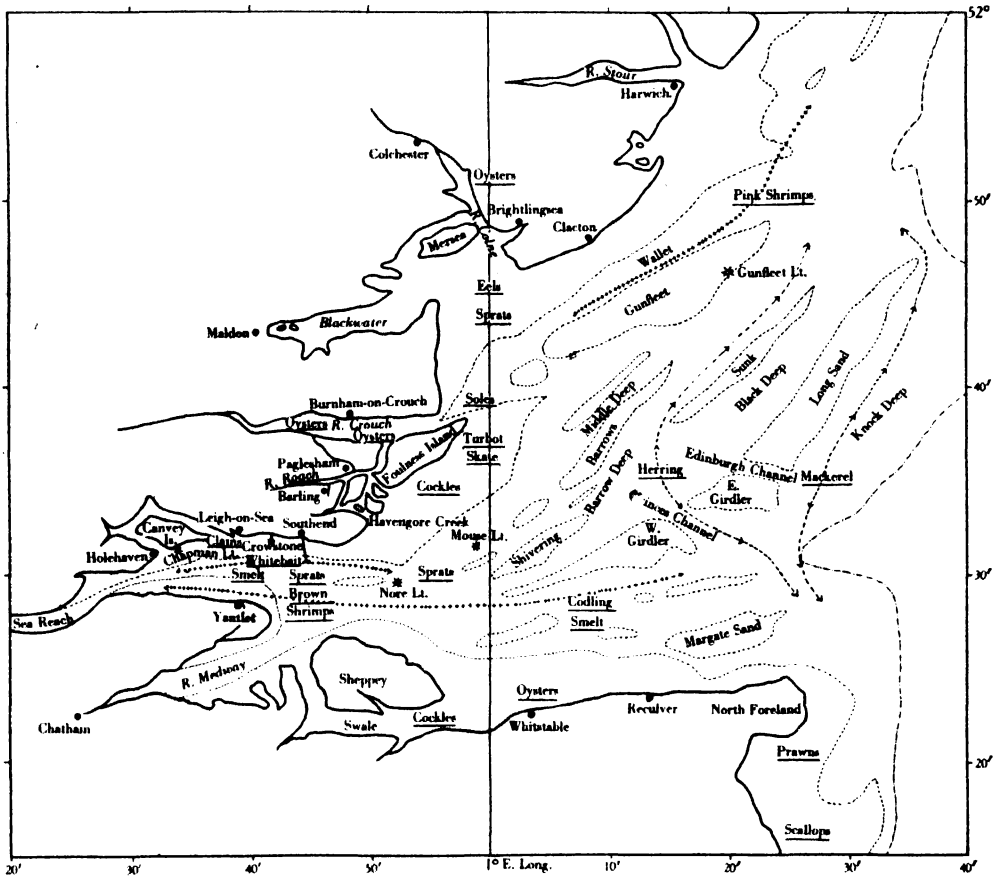 52°
R. Stour
Harwich.
Colchester
Oysters
Pink Shrimps
50'
Brightlingsea
R. Colne
Clacton
Mersea
Wallet
Gunfleet Lt.
Eels
Gunfleet
Sprats
Blackwater
Maldon
Sunk
Black Deep
Long Sand
40'
Middle Deep
Knock Deep
Burnham-on-Crouch
Soles
Oysters R. Crouch
Oysters
Barrows
Turbot
Skate
Foulness Island
Paglesham
Barrow Deep
Herring
Edinburgh Channel
Mackerel
R. Roach
Barling
Cockles
E.
Girdler
Leigh-on-Sea
Southend
Havengore Creek
Canvey
Is.
Clams
Crowstone
Mouse Lt.
W.
Girdler
Holehaven
Chapman Lt.
Whitebait
Shivering
Smelt
Sprats
Sprats
30'
Brown
Shrimps
Nore Lt.
Codling
Smelt
Sea Reach
Yantlet
Margate Sand
R. Medway
Sheppey
Oysters
Reculver
North Foreland
Chatham
Swale
Cockles
Whitstable
Prawns
20'
Scallops
20'
30'
40'
50'
1° E. Long.
10'
20'
30'
40'